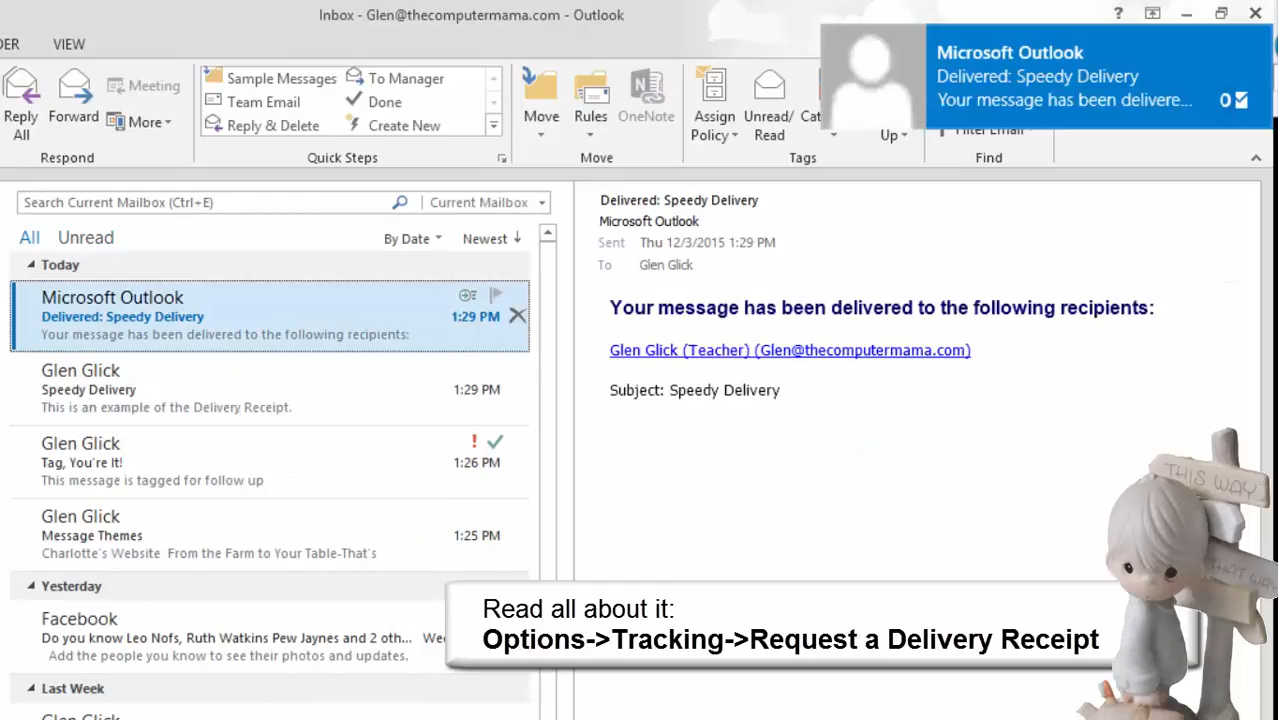 Inbox - Glen@thecomputermama.com - Outlook
?
DER
VIEW
Reply All
Forward
Meeting
More
Respond
Sample Messages
Team Email
Reply & Delete
To Manager
Done
Create New
Quick Steps
Move
Rules
OneNote
Move
Assign Policy
Unread/ Read
Cat
Up
Tags
Filter Email
Find
Microsoft Outlook
Delivered: Speedy Delivery
Your message has been delivere...
0
Search Current Mailbox (Ctrl+E)
Current Mailbox
All
Unread
By Date
Newest
Today
Microsoft Outlook
Delivered: Speedy Delivery
1:29 PM
Your message has been delivered to the following recipients:
Glen Glick
Speedy Delivery
1:29 PM
This is an example of the Delivery Receipt.
Glen Glick
!
Tag, You're It!
1:26 PM
This message is tagged for follow up
Glen Glick
Message Themes
1:25 PM
Charlotte's Website From the Farm to Your Table-That's
Yesterday
Facebook
Do you know Leo Nofs, Ruth Watkins Pew Jaynes and 2 oth...
We
Add the people you know to see their photos and updates.
Last Week
Glen Glick
Delivered: Speedy Delivery
Microsoft Outlook
Sent Thu 12/3/2015 1:29 PM
To Glen Glick
Your message has been delivered to the following recipients:
Glen Glick (Teacher) (Glen@thecomputermama.com)
Subject: Speedy Delivery
Read all about it:
Options->Tracking->Request a Delivery Receipt
THIS WAY
THAT WAY